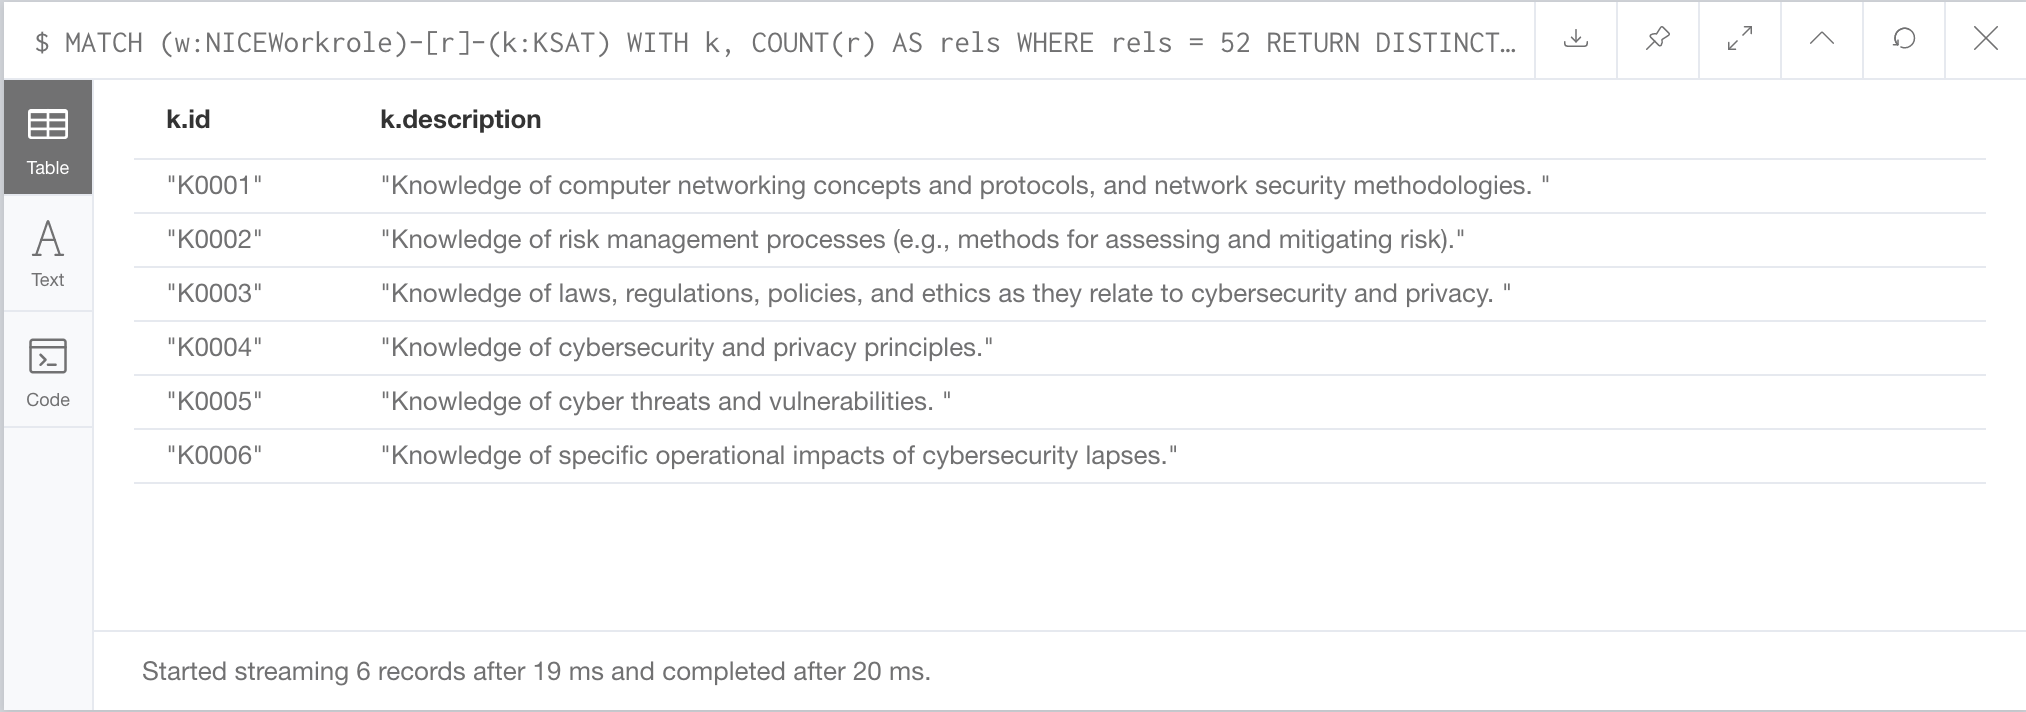 $ MATCH (w:NICEWorkrole)-[r]-(k:KSAT) WITH k, COUNT(r) AS rels WHERE rels = 52 RETURN DISTINCT…
Table
Text
Code
k.id k.description
"K0001" "Knowledge of computer networking concepts and protocols, and network security methodologies. "
"K0002" "Knowledge of risk management processes (e.g., methods for assessing and mitigating risk)."
"K0003" "Knowledge of laws, regulations, policies, and ethics as they relate to cybersecurity and privacy. "
"K0004" "Knowledge of cybersecurity and privacy principles."
"K0005" "Knowledge of cyber threats and vulnerabilities. "
"K0006" "Knowledge of specific operational impacts of cybersecurity lapses."
Started streaming 6 records after 19 ms and completed after 20 ms.